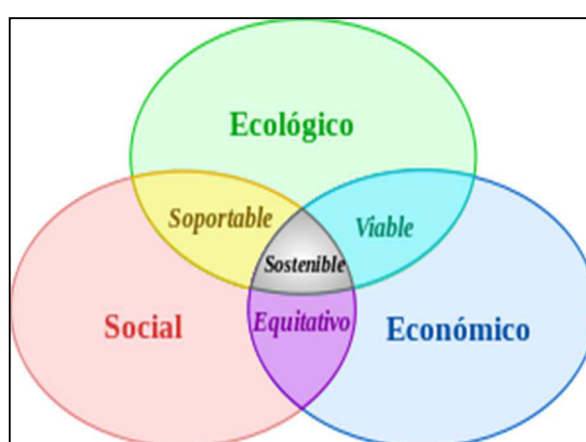 Ecológico
Soportable
Viable
Sostenible
Social
Equitativo
Económico